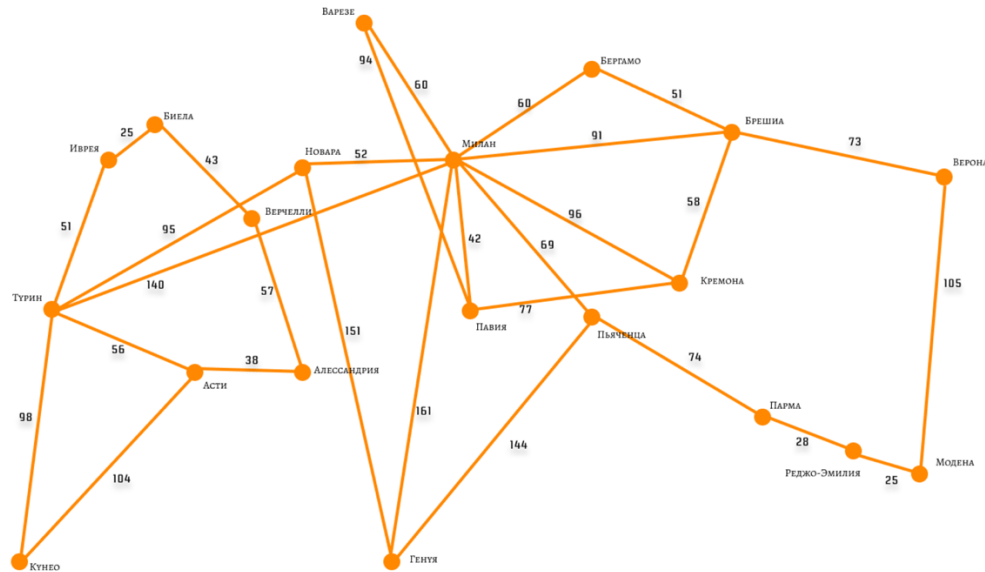 Варезе
94
60
Бергамо
60
51
Биела
Брешиа
25
Милан
91
73
Иврея
43
Новара
52
Верона
Верчелли
58
51
95
96
42
69
Кремона
140
57
105
Турин
77
151
Павия
Пьяченца
56
38
74
Алессандрия
Асти
Парма
98
161
28
144
Модена
Реджо-Эмилия
104
25
Генуя
Кунео